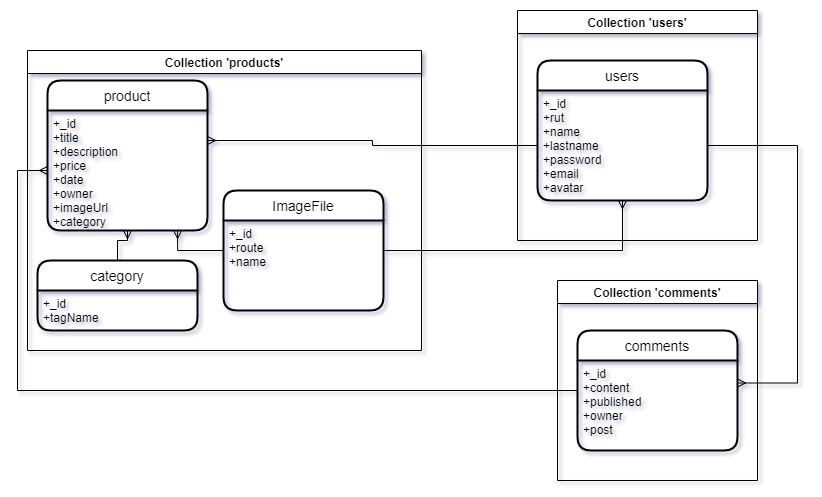 Collection 'users'
users
+_id
+rut
+name
+lastname
+password
+email
+avatar
Collection 'products'
product
+_id
+title
+description
+price
+date
+owner
+imageUrl
+category
ImageFile
+_id
+route
+name
category
+_id
+tagName
Collection 'comments'
comments
+_id
+content
+published
+owner
+post